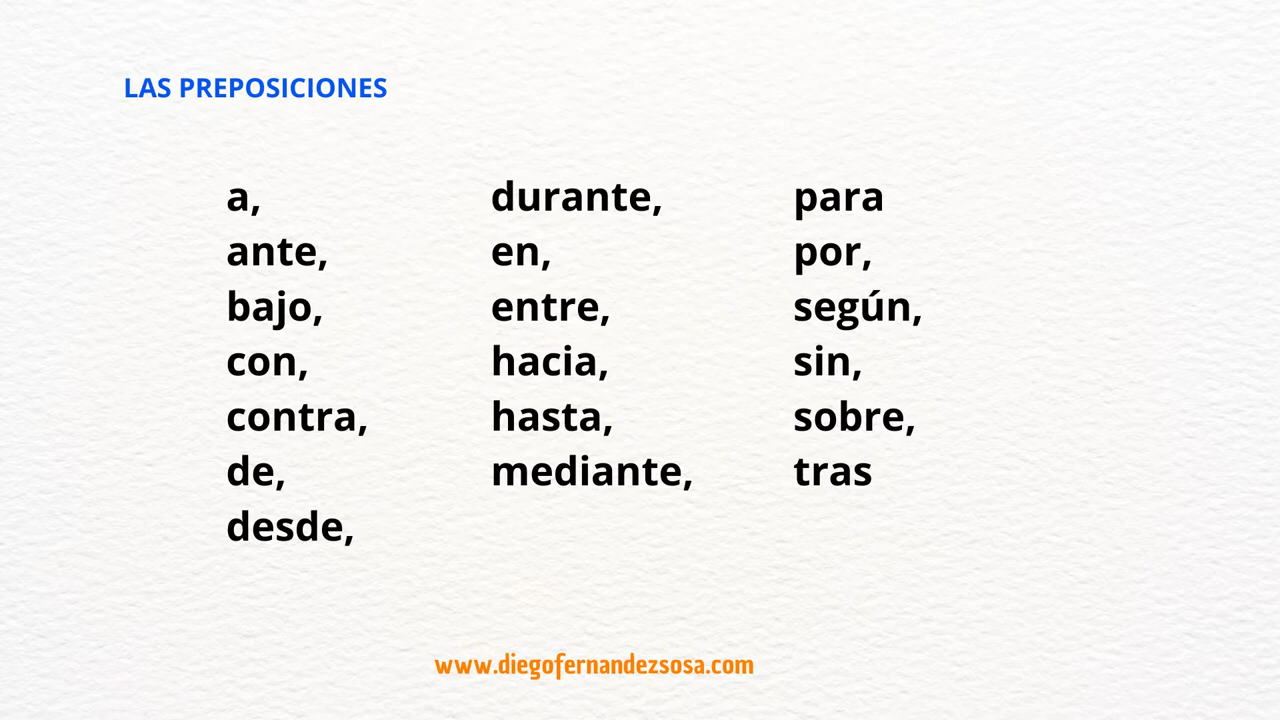 LAS PREPOSICIONES
a,
ante,
bajo,
con,
contra,
de,
desde,
durante,
en,
entre,
hacia,
hasta,
mediante,
para
por,
según,
sin,
sobre,
tras
www.diegofernandezsosa.com